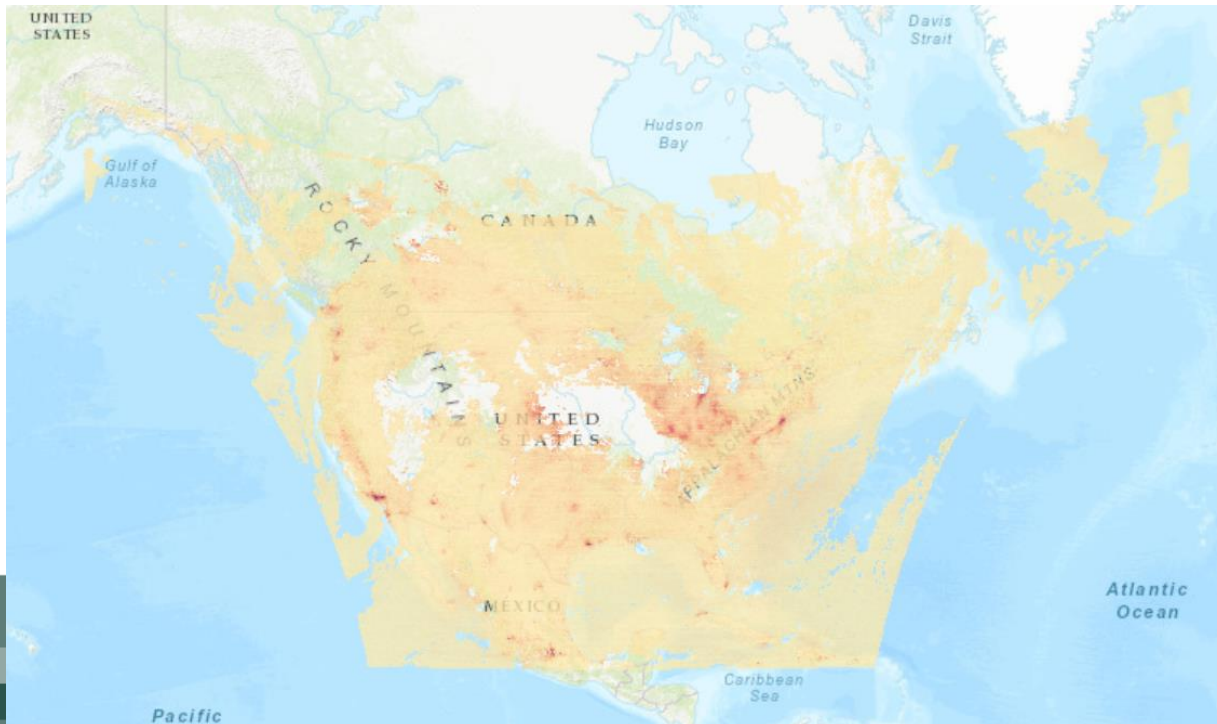 UNITED
STATES
Davis
Strait
Hudson
Bay
Gulf of
Alaska
CANADA
ROCKY MOUNTAINS
UNITED
STATES
APPALACHIAN MTNS
MÉXICO
Atlantic
Ocean
Caribbean
Sea
Pacific